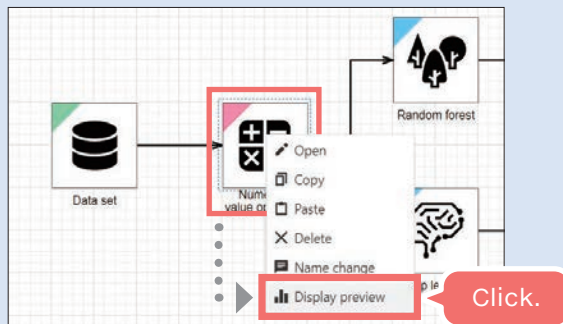 Random forest
Data set
Open
Copy
Paste
Delete
Name change
Display preview
Click.